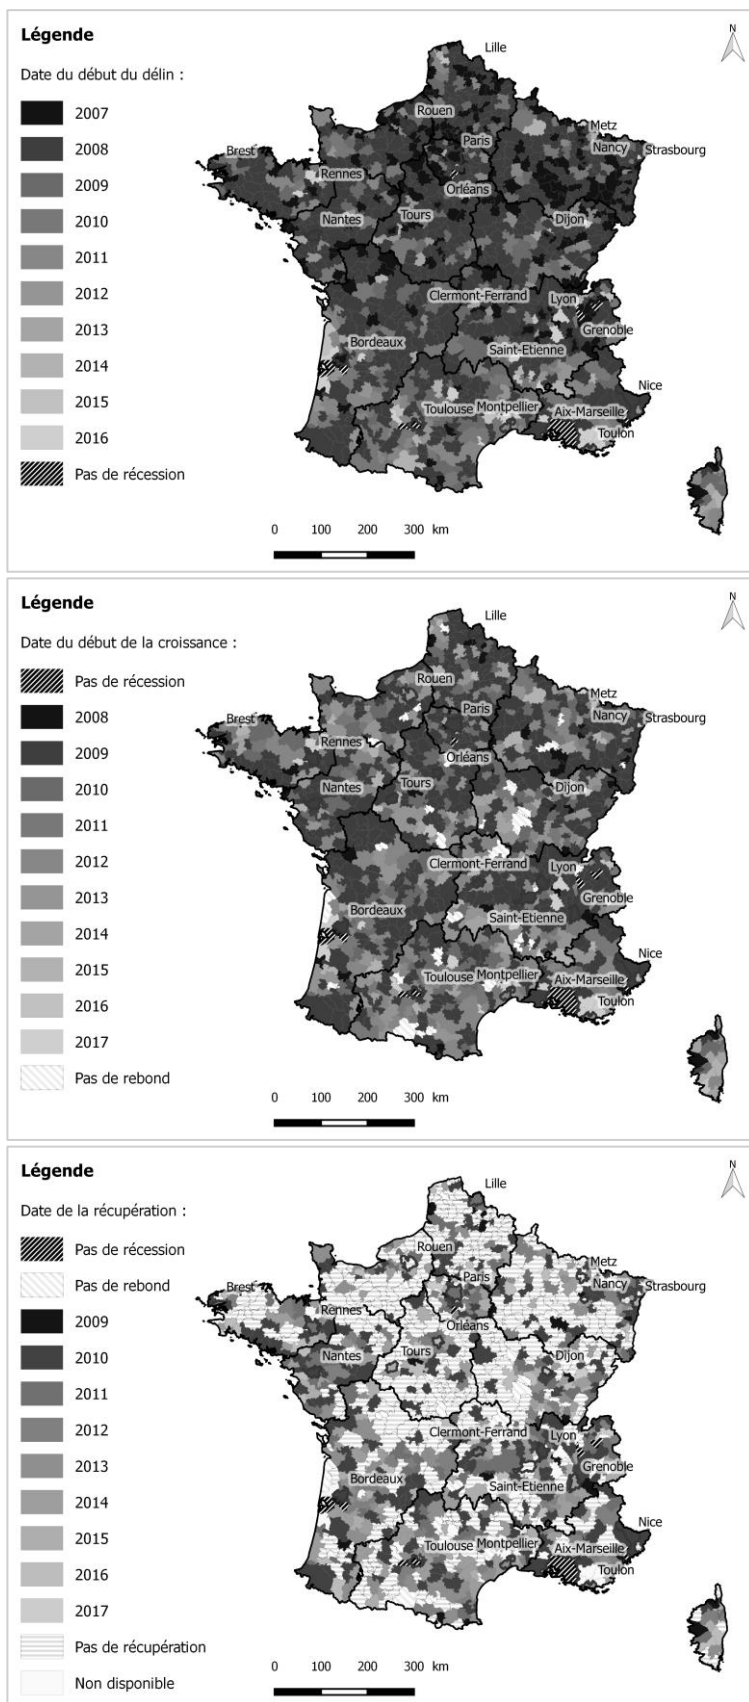 Légende
Date du début du délin :
2007
2008
2009
2010
2011
2012
2013
2014
2015
2016
Pas de récession
N
Lille
Rouen
Metz
Paris
Nancy
Strasbourg
Brest
Rennes
Orléans
Nantes
Tours
Dijon
Clermont-Ferrand
Lyon
Grenoble
Bordeaux
Saint-Etienne
Nice
Toulouse
Montpellier
Aix-Marseille
Toulon
0 100 200 300 km
Légende
Date du début de la croissance :
Pas de récession
2008
2009
2010
2011
2012
2013
2014
2015
2016
2017
Pas de rebond
N
Lille
Rouen
Metz
Paris
Nancy
Strasbourg
Brest
Rennes
Orléans
Nantes
Tours
Dijon
Clermont-Ferrand
Lyon
Grenoble
Bordeaux
Saint-Etienne
Nice
Toulouse
Montpellier
Aix-Marseille
Toulon
0 100 200 300 km
Légende
Date de la récupération :
Pas de récession
Pas de rebond
2009
2010
2011
2012
2013
2014
2015
2016
2017
Pas de récupération
Non disponible
N
Lille
Rouen
Metz
Paris
Nancy
Strasbourg
Brest
Rennes
Orléans
Nantes
Tours
Dijon
Clermont-Ferrand
Lyon
Grenoble
Bordeaux
Saint-Etienne
Nice
Toulouse
Montpellier
Aix-Marseille
Toulon
0 100 200 300 km